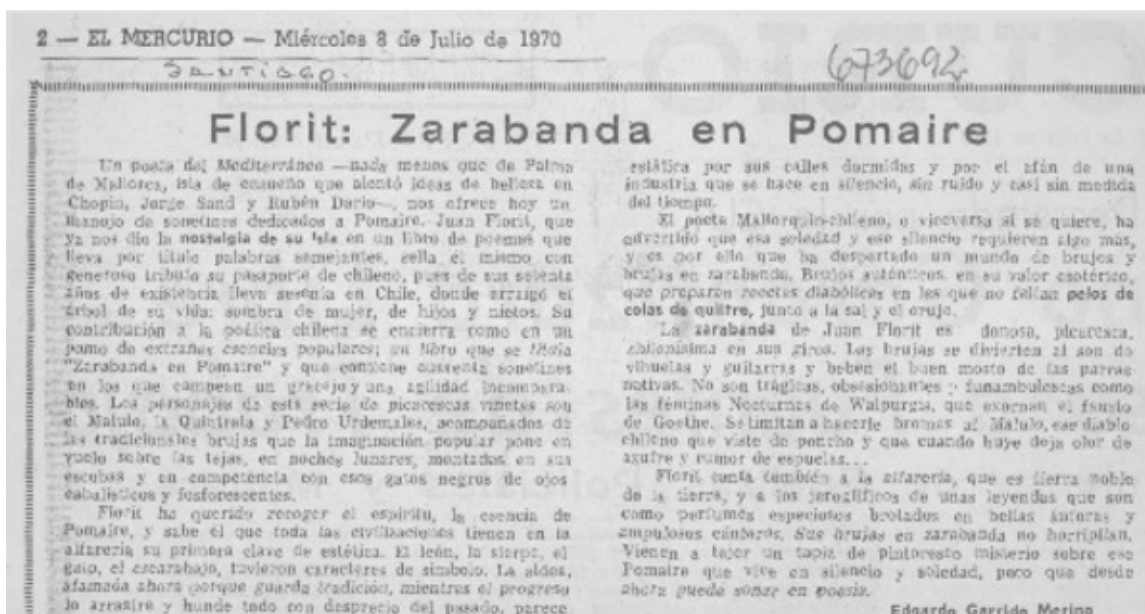 2 — EL MERCURIO — Miércoles 8 de Julio de 1970
SANTIAGO.
673692
Florit: Zarabanda en Pomaire
Un poeta del Mediterráneo —nada menos que de Palma
de Mallorca, isla de ensueño que alentó ideas de belleza en
Chopin, Jorge Sand y Rubén Darío—, nos ofrece hoy un
manojo de sonetines dedicados a Pomaire. Juan Florit, que
ya nos dio la nostalgia de su isla en un libro de poemas que
lleva por título palabras semejantes, sella él mismo con
generoso tributo su pasaporte de chileno, pues de sus setenta
años de existencia lleva sesenta en Chile, donde arraigó el
árbol de su vida: sombra de mujer, de hijos y nietos. Su
contribución a la poética chilena se encierra como en un
pomo de extrañas esencias populares; un libro que se titula
"Zarabanda en Pomaire" y que contiene cuarenta sonetines
en los que campean un gracejo y una agilidad incompara-
bles. Los personajes de esta serie de picarescas viñetas son
el Malulo, la Quintrala y Pedro Urdemales, acompañados de
las tradicionales brujas que la imaginación popular pone en
vuelo sobre las tejas, en noches lunares, montados en sus
escobas y en competencia con esos gatos negros de ojos
cabalísticos y fosforescentes.
Florit ha querido recoger el espíritu, la esencia de
Pomaire, y sabe él que toda las civilizaciones tienen en la
alfarería su primera clave de estética. El león, la sierpe, el
gato, el escarabajo, tuvieron caracteres de símbolo. La aldea,
afamada ahora porque guarda tradición, mientras el progreso
lo arrasa y hunde todo con desprecio del pasado, parece
estática por sus calles dormidas y por el afán de una
industria que se hace en silencio, sin ruido y casi sin medida
del tiempo.
El poeta Mallorquín-chileno, o viceversa si se quiere, ha
advertido que esa soledad y ese silencio requieren algo más,
y es por ello que ha despertado un mundo de brujos y
brujas en zarabanda. Brujos auténticos, en su valor esotérico,
que preparan recetas diabólicas en las que no faltan pelos de
colas de quiltre, junto a la sal y el orujo.
La zarabanda de Juan Florit es donosa, picaresca,
chilenísima en sus giros. Las brujas se divierten al son de
vihuelas y guitarras y beben el buen mosto de las parras
nativas. No son trágicas, obsesionantes y funambulescas como
las féminas Nocturnas de Walpurgis, que exornan el fausto
de Goethe. Se limitan a hacerle bromas al Malulo, ese diablo
chileno que viste de poncho y que cuando huye deja olor de
azufre y rumor de espuelas...
Florit canta también a la alfarería, que es tierra noble
de la tierra, y a los jeroglíficos de unas leyendas que son
como perfumes especiosos brotados en bellas ánforas y
ampulosos cántaros. Sus brujas en zarabanda no horripilan.
Vienen a tejer un tapiz de pintoresto misterio sobre ese
Pomaire que vive en silencio y soledad, pero que desde
ahora puede sonar en poesía.
Edgardo Garrido Merino